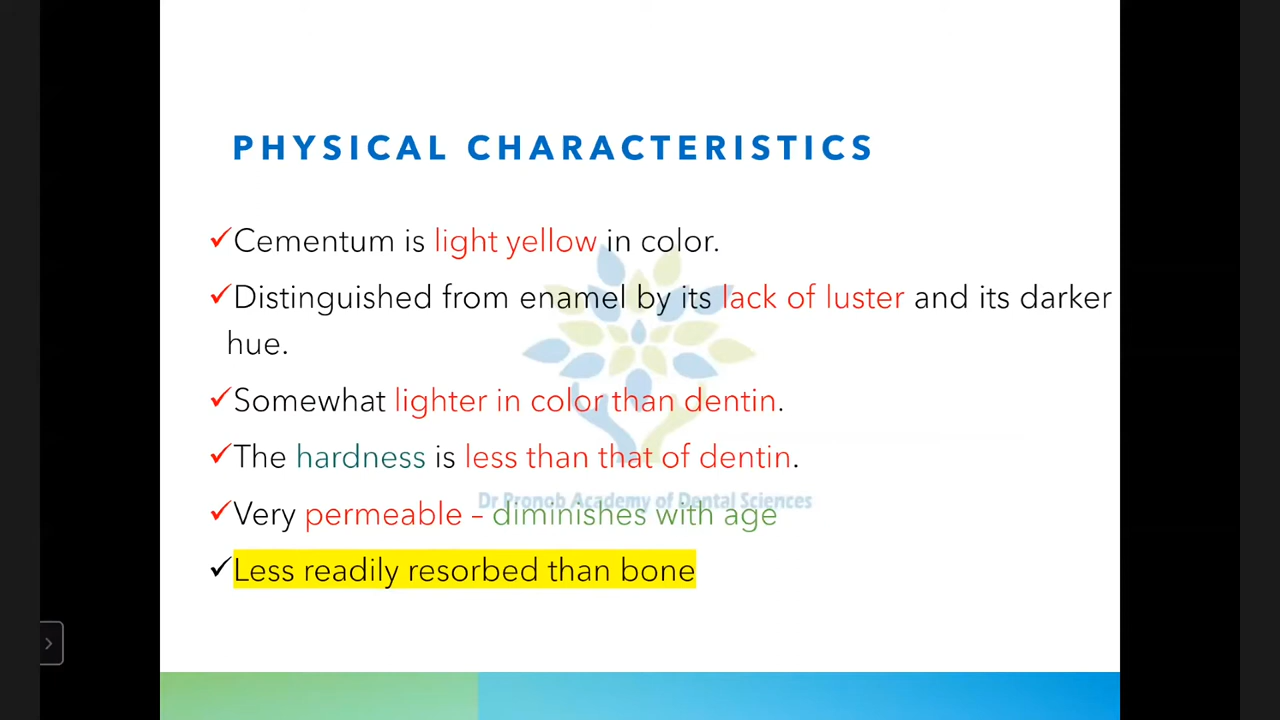 PHYSICAL CHARACTERISTICS
✓Cementum is light yellow in color.
✓Distinguished from enamel by its lack of luster and its darker
hue.
✓Somewhat lighter in color than dentin.
✓The hardness is less than that of dentin.
Dr Pronob Academy of Dental Sciences
✓Very permeable – diminishes with age
✓Less readily resorbed than bone